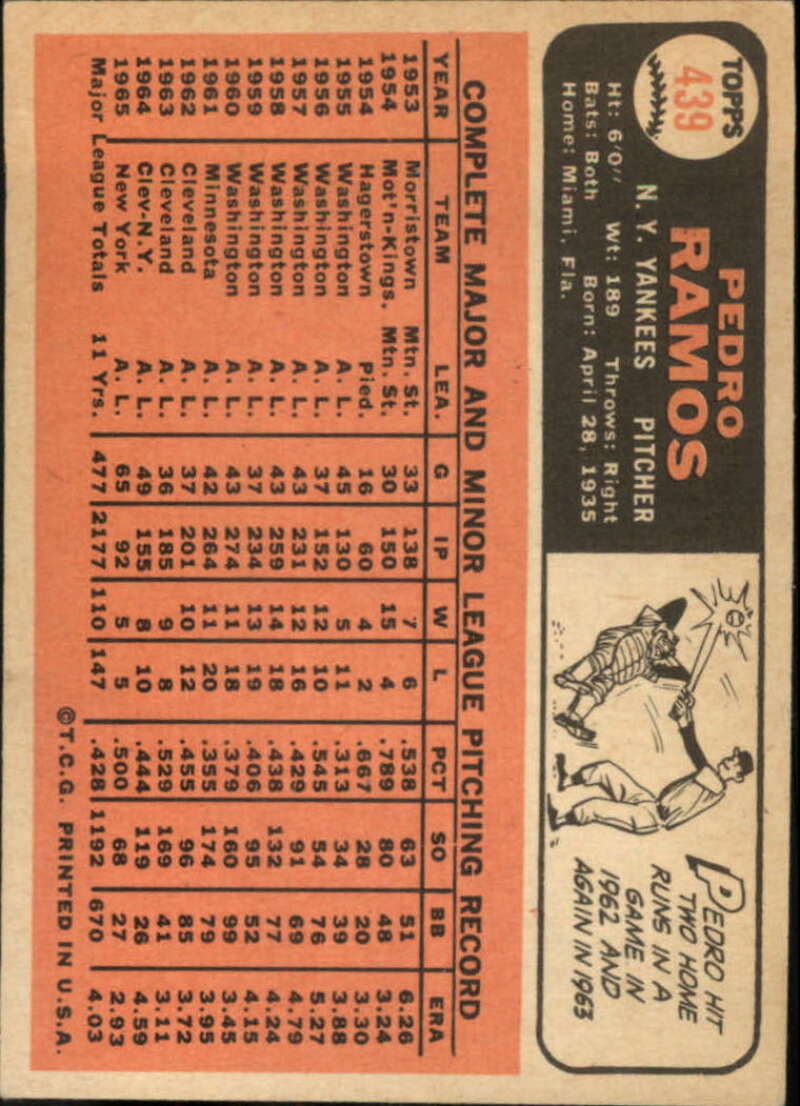 TOPPS
439
PEDRO
RAMOS
N. Y. YANKEES PITCHER
Ht: 6'0" Wt: 189 Throws: Right
Bats: Both Born: April 28, 1935
Home: Miami, Fla.
PEDRO HIT
TWO HOME
RUNS IN A
GAME IN
1962 AND
AGAIN IN 1963
COMPLETE MAJOR AND MINOR LEAGUE PITCHING RECORD
YEAR TEAM LEA. G IP W L PCT SO BB ERA
1953 Morristown Mtn. St. 33 138 7 6 .538 63 51 6.26
1954 Mot'n-Kings. Mtn. St. 30 150 15 4 .789 80 48 3.24
1954 Hagerstown Pied. 16 60 4 2 .667 28 20 3.30
1955 Washington A. L. 45 130 5 11 .313 34 39 3.88
1956 Washington A. L. 37 152 12 10 .545 54 76 5.27
1957 Washington A. L. 43 231 12 16 .429 91 69 4.79
1958 Washington A. L. 43 259 14 18 .438 132 77 4.24
1959 Washington A. L. 37 234 13 19 .406 95 52 4.15
1960 Washington A. L. 43 274 11 18 .379 160 99 3.45
1961 Minnesota A. L. 42 264 11 20 .355 174 79 3.95
1962 Cleveland A. L. 37 201 10 12 .455 96 85 3.72
1963 Cleveland A. L. 36 185 9 8 .529 169 41 3.11
1964 Clev-N.Y. A. L. 49 155 8 10 .444 119 26 4.59
1965 New York A. L. 65 92 5 5 .500 68 27 2.93
Major League Totals 11 Yrs. 477 2177 110 147 .428 1192 670 4.03
©T.C.G. PRINTED IN U.S.A.